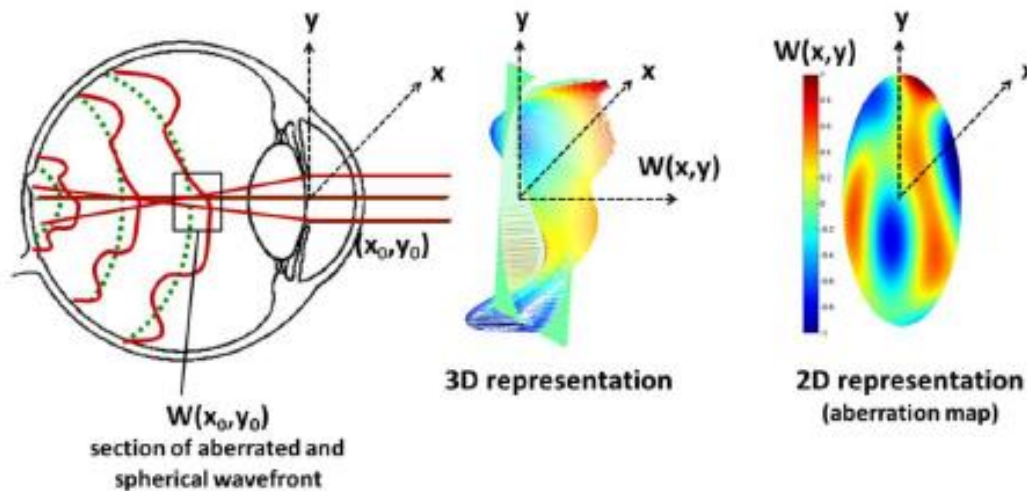 y
x
(x₀,y₀)
W(x₀,y₀)
section of aberrated and
spherical wavefront
y
x
W(x,y)
3D representation
W(x,y)
y
x
2D representation
(aberration map)